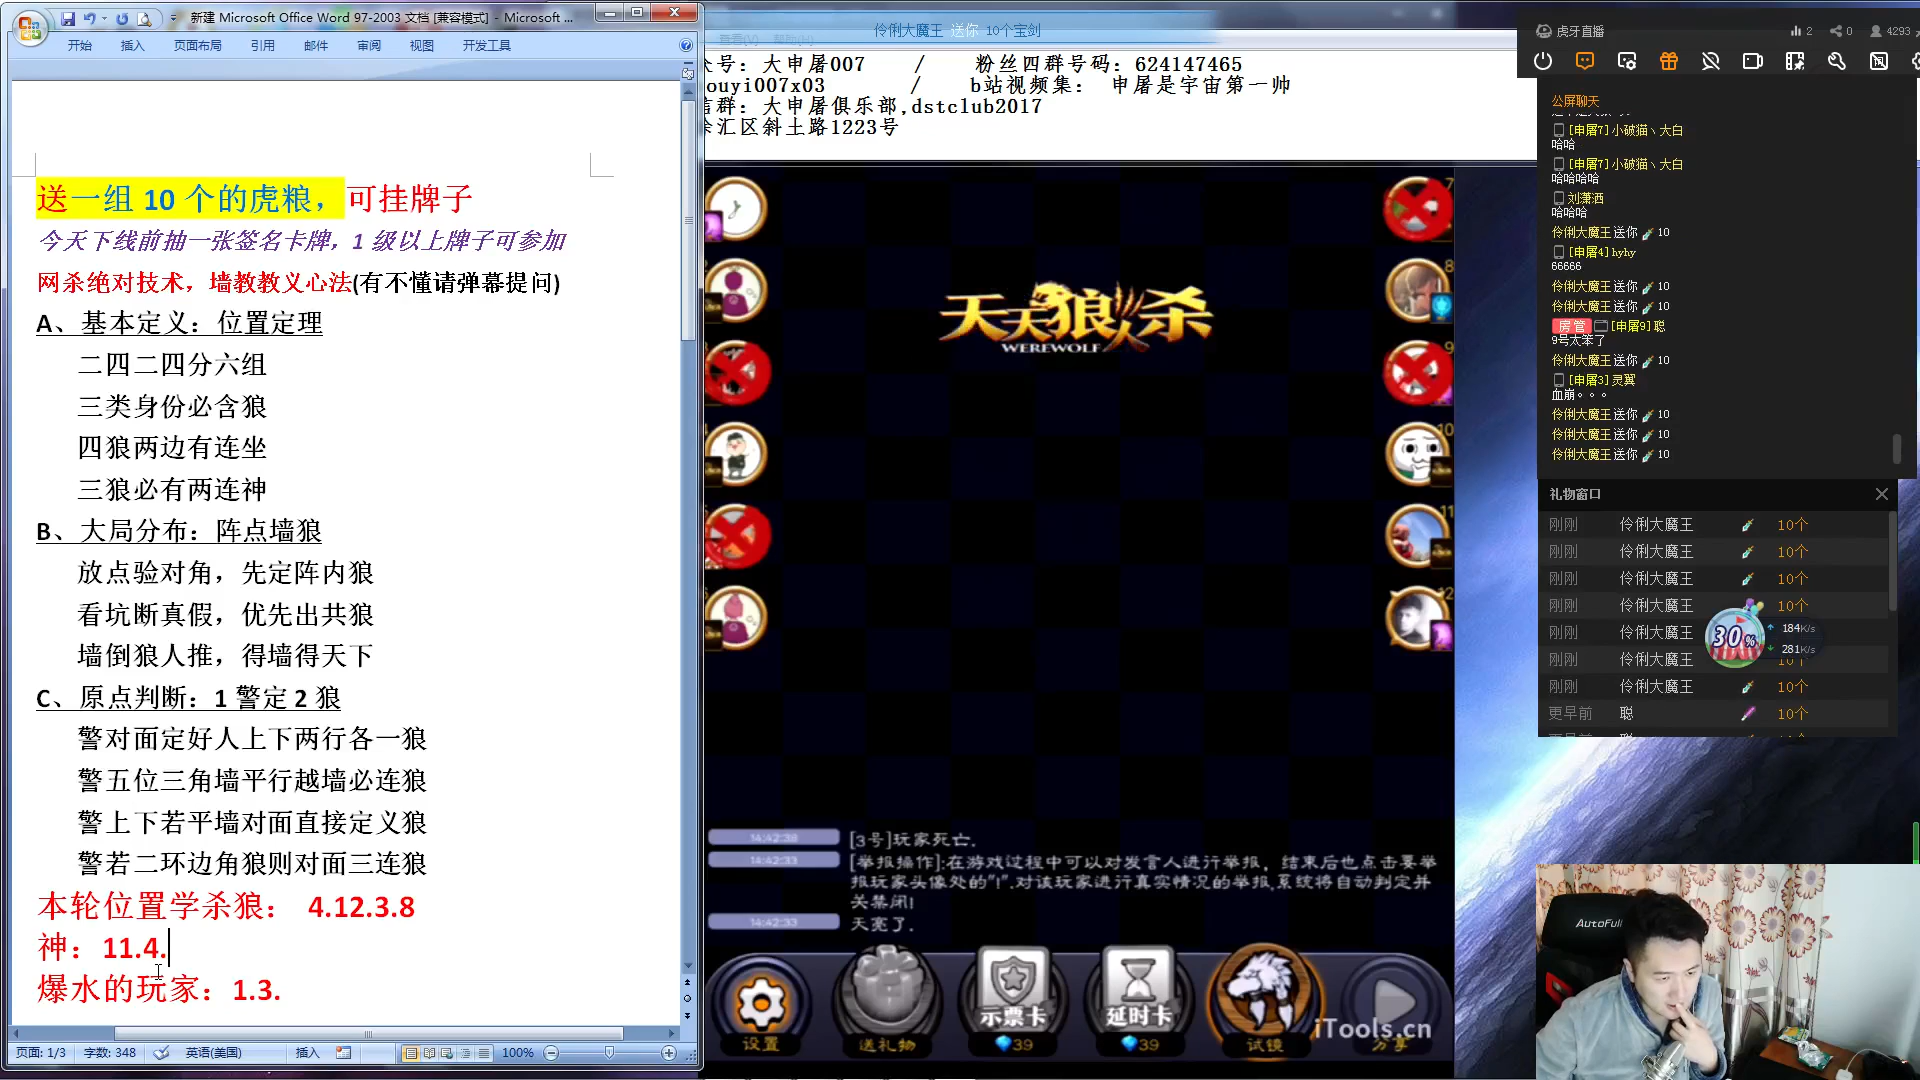 新建 Microsoft Office Word 97-2003 文档 [兼容模式] - Microsoft ...
开始 插入 页面布局 引用 邮件 审阅 视图 开发工具
送一组 10 个的虎粮，可挂牌子
今天下线前抽一张签名卡牌，1 级以上牌子可参加
网杀绝对技术，墙教教义心法(有不懂请弹幕提问)
A、基本定义：位置定理
二四二四分六组
三类身份必含狼
四狼两边有连坐
三狼必有两连神
B、大局分布：阵点墙狼
放点验对角，先定阵内狼
看坑断真假，优先出共狼
墙倒狼人推，得墙得天下
C、原点判断：1 警定 2 狼
警对面定好人上下两行各一狼
警五位三角墙平行越墙必连狼
警上下若平墙对面直接定义狼
警若二环边角狼则对面三连狼
本轮位置学杀狼： 4.12.3.8
神：11.4.
爆水的玩家：1.3.
页面: 1/3 字数: 348 英语(美国) 插入 100%
伶俐大魔王 送你 10个宝剑
号：大申屠007 / 粉丝四群号码：624147465
ouyi007x03 / b站视频集： 申屠是宇宙第一帅
群：大申屠俱乐部,dstclub2017
汇区斜土路1223号
天天狼人杀
WEREWOLF
7
8
9
10
11
12
14:42:39 [3号]玩家死亡.
14:42:33 [举报操作]:在游戏过程中可以对发言人进行举报，结束后也点击要举
报玩家头像处的"!".对该玩家进行真实情况的举报,系统将自动判定并
关禁闭!
14:42:33 天亮了.
示票卡 延时卡
设置 送礼物 39 39 试镜 分享
iTools.cn
虎牙直播 2 0 4293
公屏聊天
[申屠7] 小破猫丶大白
哈哈
[申屠7] 小破猫丶大白
哈哈哈哈
刘潇洒
哈哈哈
伶俐大魔王 送你 10
[申屠4] hyhy
66666
伶俐大魔王 送你 10
伶俐大魔王 送你 10
房管 [申屠9] 聪
9号太笨了
伶俐大魔王 送你 10
[申屠3] 灵翼
血崩。。。
伶俐大魔王 送你 10
伶俐大魔王 送你 10
伶俐大魔王 送你 10
礼物窗口
刚刚 伶俐大魔王 10个
刚刚 伶俐大魔王 10个
刚刚 伶俐大魔王 10个
刚刚 伶俐大魔王 10个
刚刚 伶俐大魔王
刚刚 伶俐大魔王 10个
刚刚 伶俐大魔王 10个
更早前 聪 10个
30%
184K/s
281K/s
AutoFull